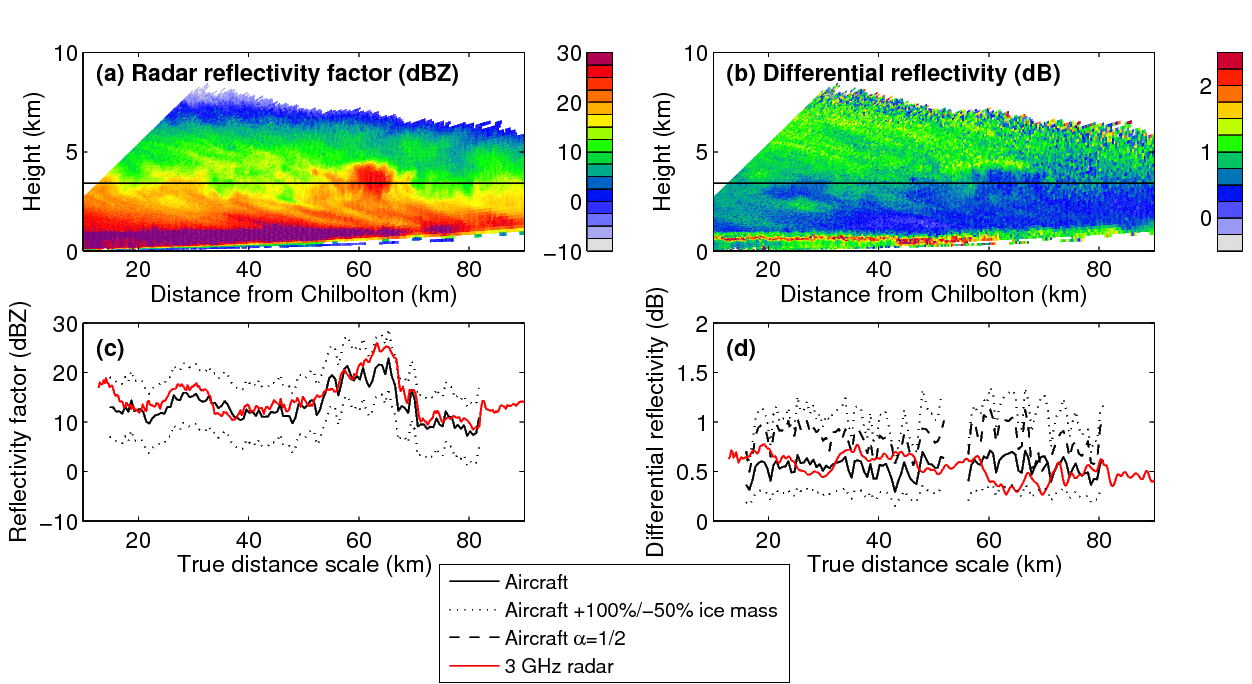 (a) Radar reflectivity factor (dBZ)
Height (km)
10
5
0
20
40
60
80
Distance from Chilbolton (km)
30
20
10
0
−10
(b) Differential reflectivity (dB)
Height (km)
10
5
0
20
40
60
80
Distance from Chilbolton (km)
2
1
0
(c)
Reflectivity factor (dBZ)
30
20
10
0
−10
20
40
60
80
True distance scale (km)
(d)
Differential reflectivity (dB)
2
1.5
1
0.5
0
20
40
60
80
True distance scale (km)
Aircraft
Aircraft +100%/−50% ice mass
Aircraft α=1/2
3 GHz radar